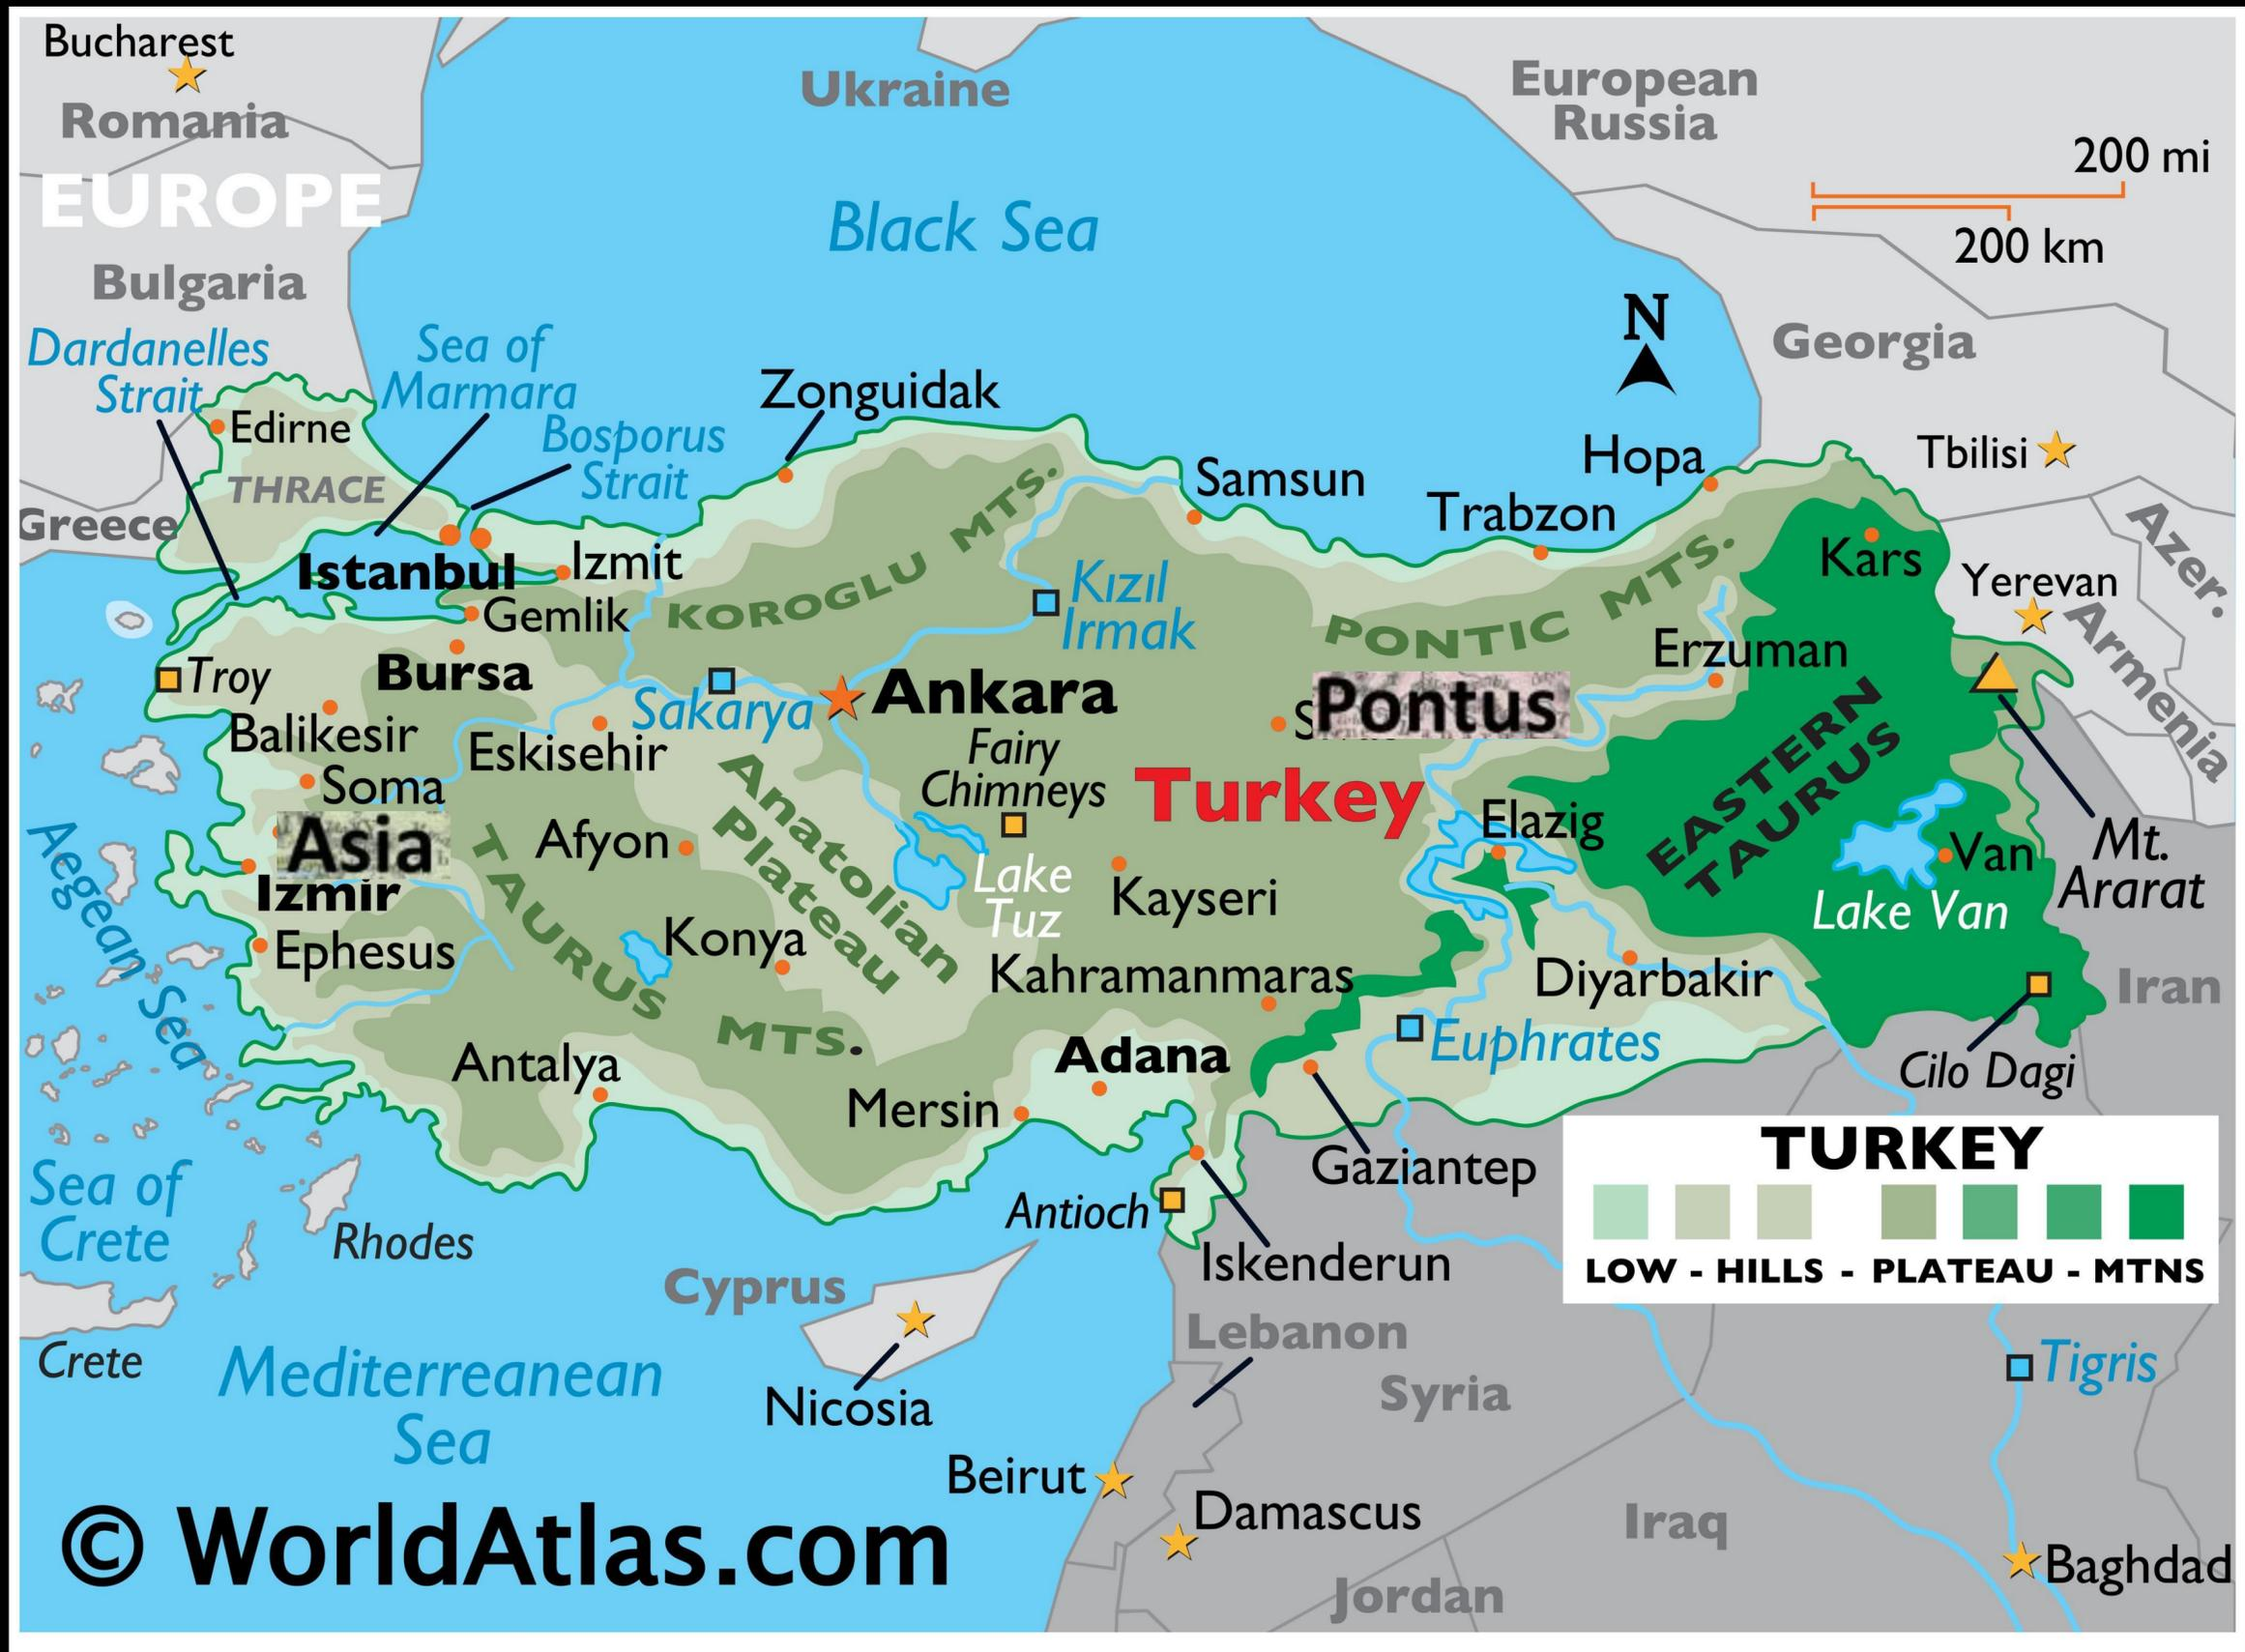 Bucharest
Romania
EUROPE
Bulgaria
Ukraine
European
Russia
200 mi
200 km
Black Sea
N
Georgia
Dardanelles
Strait
Sea of
Marmara
Bosporus
Strait
Zonguidak
Edirne
THRACE
Greece
Samsun
Hopa
Trabzon
Tbilisi
Azer.
Istanbul
Izmit
Gemlik
KOROGLU MTS.
Kızıl
Irmak
PONTIC MTS.
Kars
Yerevan
Armenia
Troy
Bursa
Sakarya
Ankara
Erzuman
Pontus
Balikesir
Eskisehir
Fairy
Chimneys
Turkey
EASTERN
TAURUS
Soma
Asia
Afyon
Anatolian
Plateau
Elazig
Van
Mt.
Ararat
Aegean Sea
Izmir
TAURUS MTS.
Lake
Tuz
Kayseri
Lake Van
Ephesus
Konya
Kahramanmaras
Diyarbakir
Iran
Euphrates
Antalya
Adana
Cilo Dagi
Mersin
Gaziantep
TURKEY
LOW - HILLS - PLATEAU - MTNS
Sea of
Crete
Rhodes
Antioch
Iskenderun
Cyprus
Lebanon
Crete
Mediterreanean
Sea
Nicosia
Syria
Tigris
Beirut
Damascus
Iraq
© WorldAtlas.com
Baghdad
Jordan